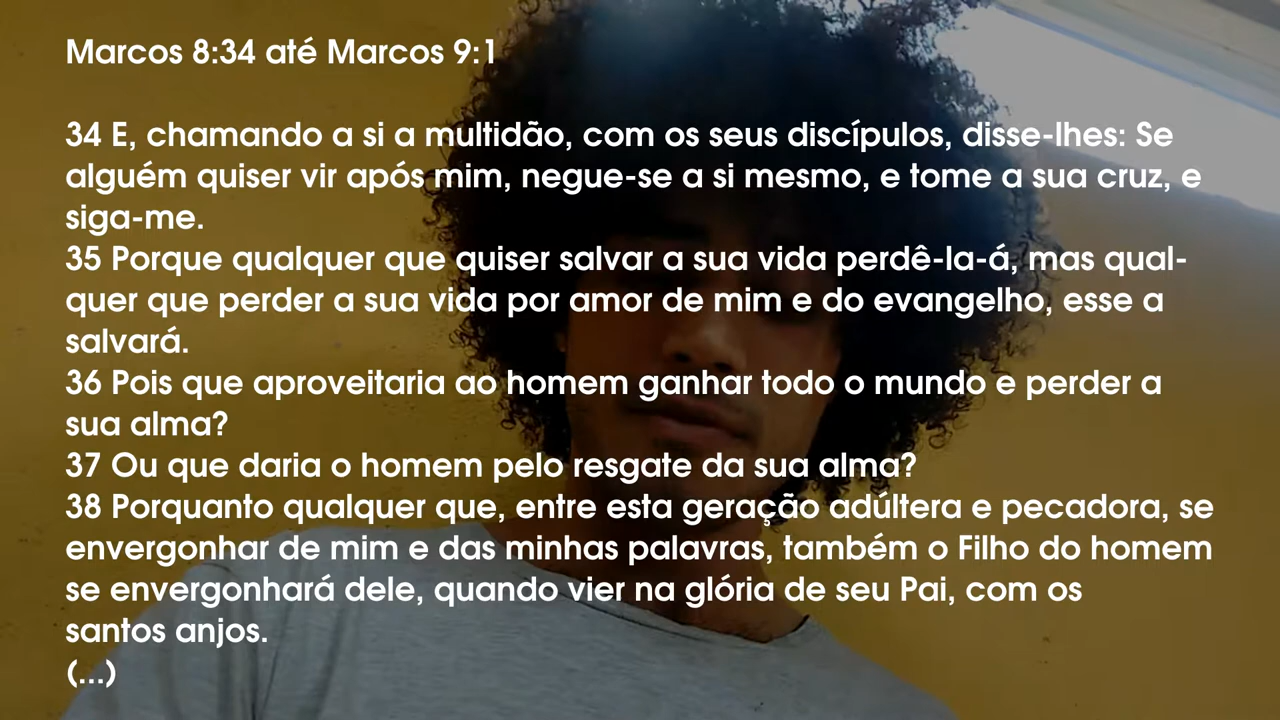 Marcos 8:34 até Marcos 9:1
34 E, chamando a si a multidão, com os seus discípulos, disse-lhes: Se
alguém quiser vir após mim, negue-se a si mesmo, e tome a sua cruz, e
siga-me.
35 Porque qualquer que quiser salvar a sua vida perdê-la-á, mas qual-
quer que perder a sua vida por amor de mim e do evangelho, esse a
salvará.
36 Pois que aproveitaria ao homem ganhar todo o mundo e perder a
sua alma?
37 Ou que daria o homem pelo resgate da sua alma?
38 Porquanto qualquer que, entre esta geração adúltera e pecadora, se
envergonhar de mim e das minhas palavras, também o Filho do homem
se envergonhará dele, quando vier na glória de seu Pai, com os
santos anjos.
(...)